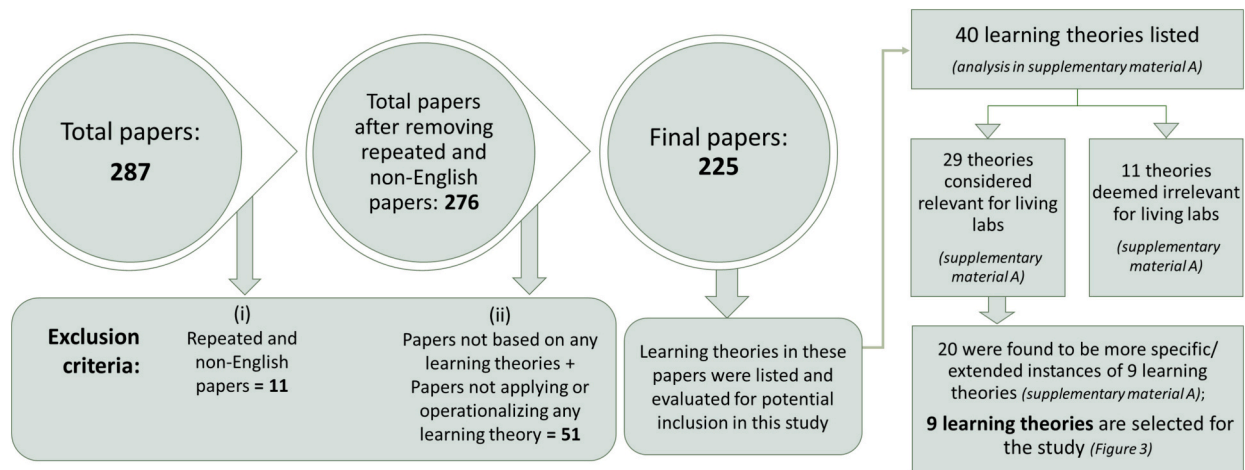 Total papers:
287
Total papers
after removing
repeated and
non-English
papers: 276
Final papers:
225
Exclusion
criteria:
(i)
Repeated and
non-English
papers = 11
(ii)
Papers not based on any
learning theories +
Papers not applying or
operationalizing any
learning theory = 51
Learning theories in these
papers were listed and
evaluated for potential
inclusion in this study
40 learning theories listed
(analysis in supplementary material A)
29 theories
considered
relevant for living
labs
(supplementary
material A)
11 theories
deemed irrelevant
for living labs
(supplementary
material A)
20 were found to be more specific/
extended instances of 9 learning
theories (supplementary material A);
9 learning theories are selected for
the study (Figure 3)